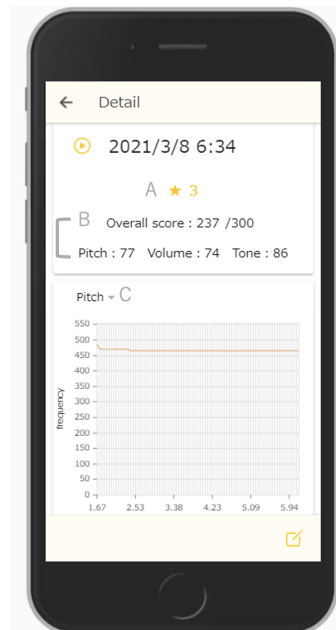 Detail
2021/3/8 6:34
A ★ 3
B Overall score : 237 /300
Pitch : 77 Volume : 74 Tone : 86
Pitch C
550
500
450
400
350
300
250
200
150
100
50
0
frequency
1.67 2.53 3.38 4.23 5.09 5.94